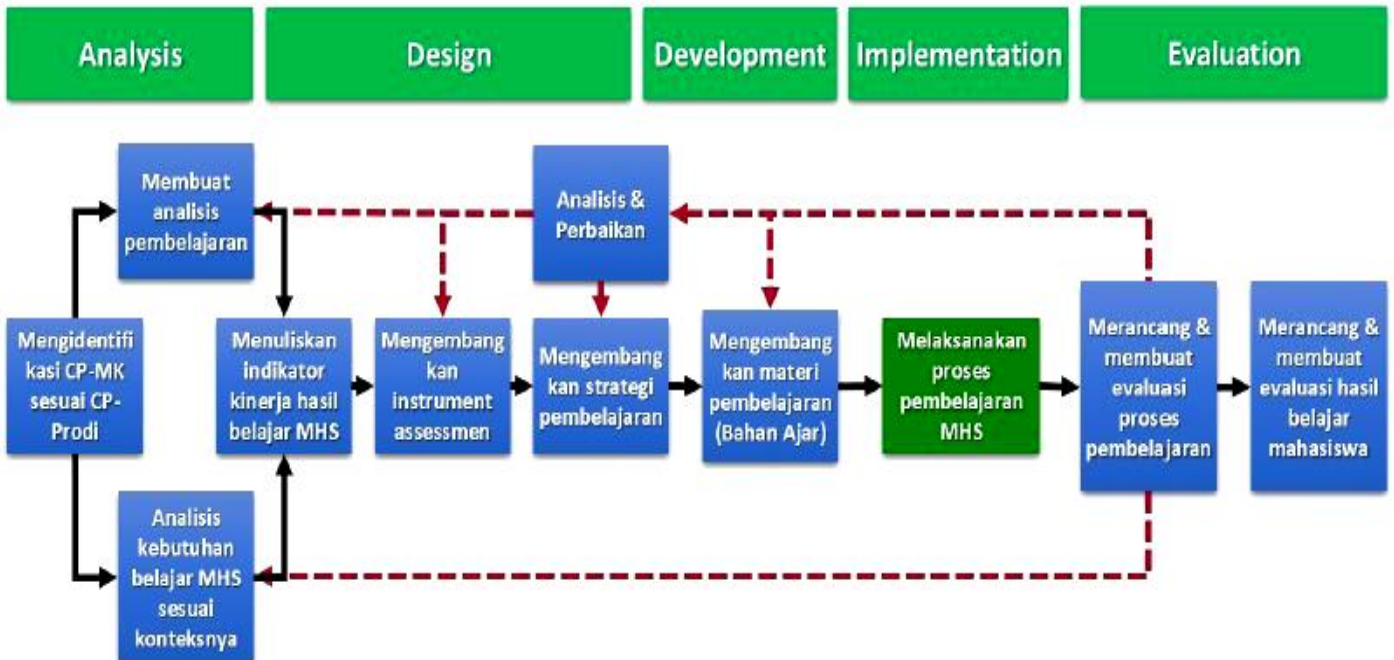 Analysis
Design
Development
Implementation
Evaluation
Membuat
analisis
pembelajaran
Analisis &
Perbaikan
Mengidentifi
kasi CP-MK
sesuai CP-
Prodi
Menuliskan
indikator
kinerja hasil
belajar MHS
Mengembang
kan
instrument
assessmen
Mengembang
kan strategi
pembelajaran
Mengembang
kan materi
pembelajaran
(Bahan Ajar)
Melaksanakan
proses
pembelajaran
MHS
Merancang &
membuat
evaluasi
proses
pembelajaran
Merancang &
membuat
evaluasi hasil
belajar
mahasiswa
Analisis
kebutuhan
belajar MHS
sesuai
konteksnya